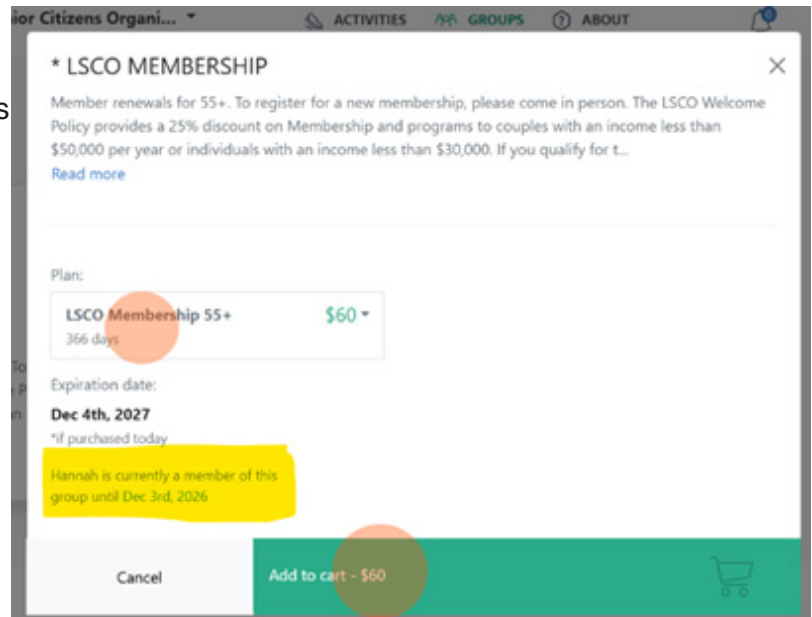 ior Citizens Organi...
ACTIVITIES
GROUPS
ABOUT
0
* LSCO MEMBERSHIP
s
Member renewals for 55+. To register for a new membership, please come in person. The LSCO Welcome
Policy provides a 25% discount on Membership and programs to couples with an income less than
$50,000 per year or individuals with an income less than $30,000. If you qualify for t...
Read more
Plan:
LSCO Membership 55+ $60
366 days
To
P
n
Expiration date:
Dec 4th, 2027
*if purchased today
Hannah is currently a member of this
group until Dec 3rd, 2026
Cancel
Add to cart - $60